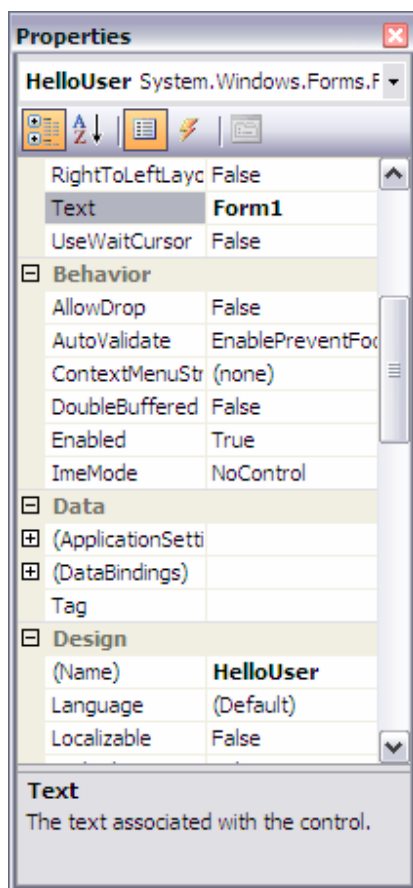 Properties
HelloUser System.Windows.Forms.F
RightToLeftLayc False
Text Form1
UseWaitCursor False
Behavior
AllowDrop False
AutoValidate EnablePreventFoc
ContextMenuStr (none)
DoubleBuffered False
Enabled True
ImeMode NoControl
Data
(ApplicationSetti
(DataBindings)
Tag
Design
(Name) HelloUser
Language (Default)
Localizable False
Text
The text associated with the control.